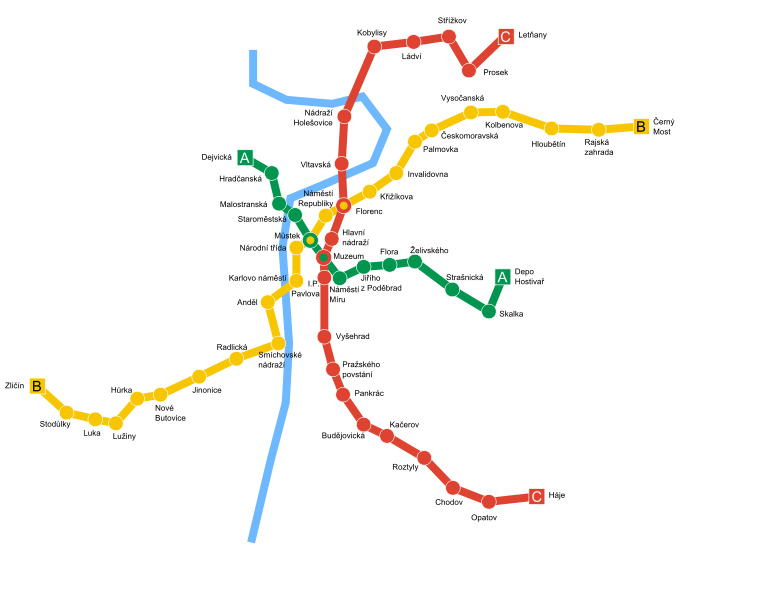 Střížkov
Kobylisy
C
Letňany
Ládví
Prosek
Vysočanská
Nádraží
Holešovice
Kolbenova
B
Černý
Most
Českomoravská
Hloubětín
Rajská
zahrada
Palmovka
Dejvická
A
Vltavská
Invalidovna
Hradčanská
Křižíkova
Náměstí
Republiky
Malostranská
Florenc
Staroměstská
Můstek
Hlavní
nádraží
Národní třída
Muzeum
Flora
Želivského
Karlovo náměstí
I.P.
Pavlova
Náměstí
Míru
Jiřího
z Poděbrad
Strašnická
A
Depo
Hostivař
Anděl
Skalka
Vyšehrad
Radlická
Smíchovské
nádraží
Pražského
povstání
Zličín
B
Hůrka
Jinonice
Pankrác
Nové
Butovice
Stodůlky
Luka
Lužiny
Budějovická
Kačerov
Roztyly
Chodov
C
Háje
Opatov